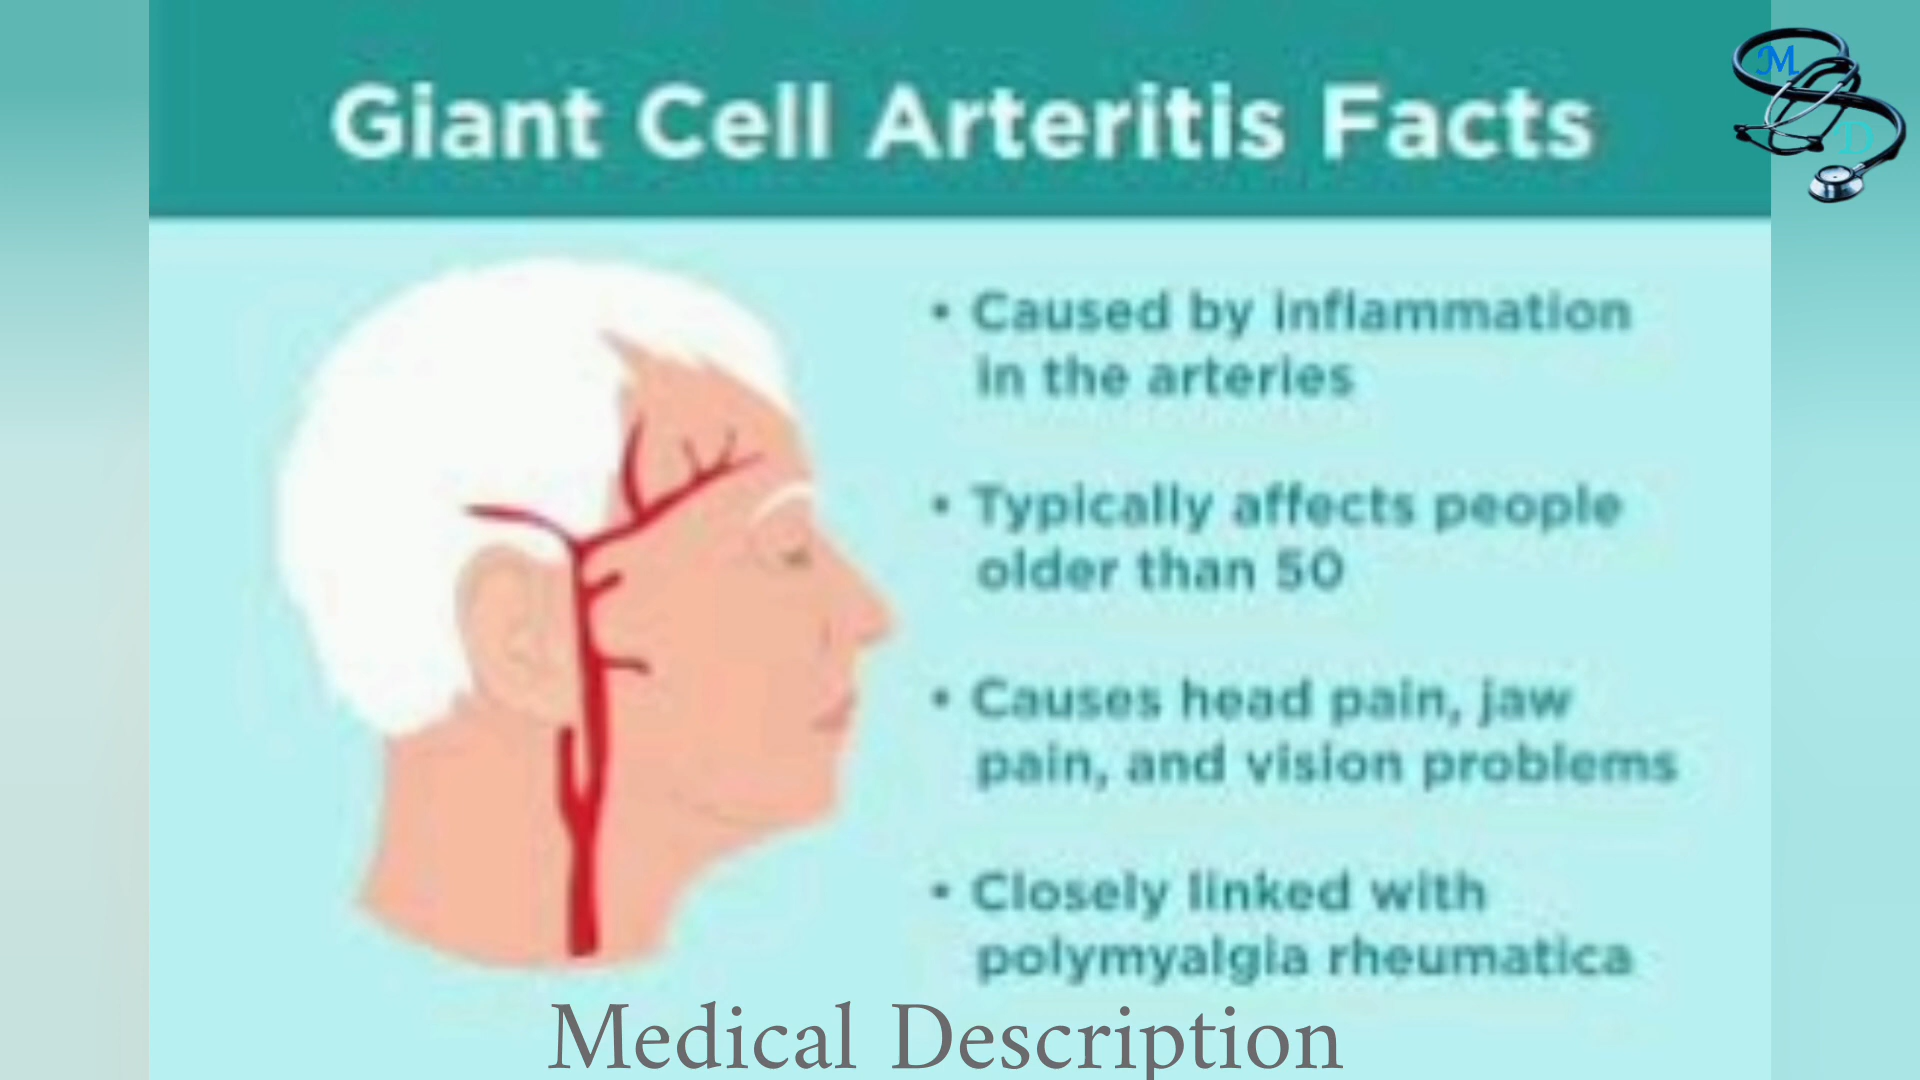 Giant Cell Arteritis Facts
M
D
• Caused by inflammation
in the arteries
• Typically affects people
older than 50
• Causes head pain, jaw
pain, and vision problems
• Closely linked with
polymyalgia rheumatica
Medical Description